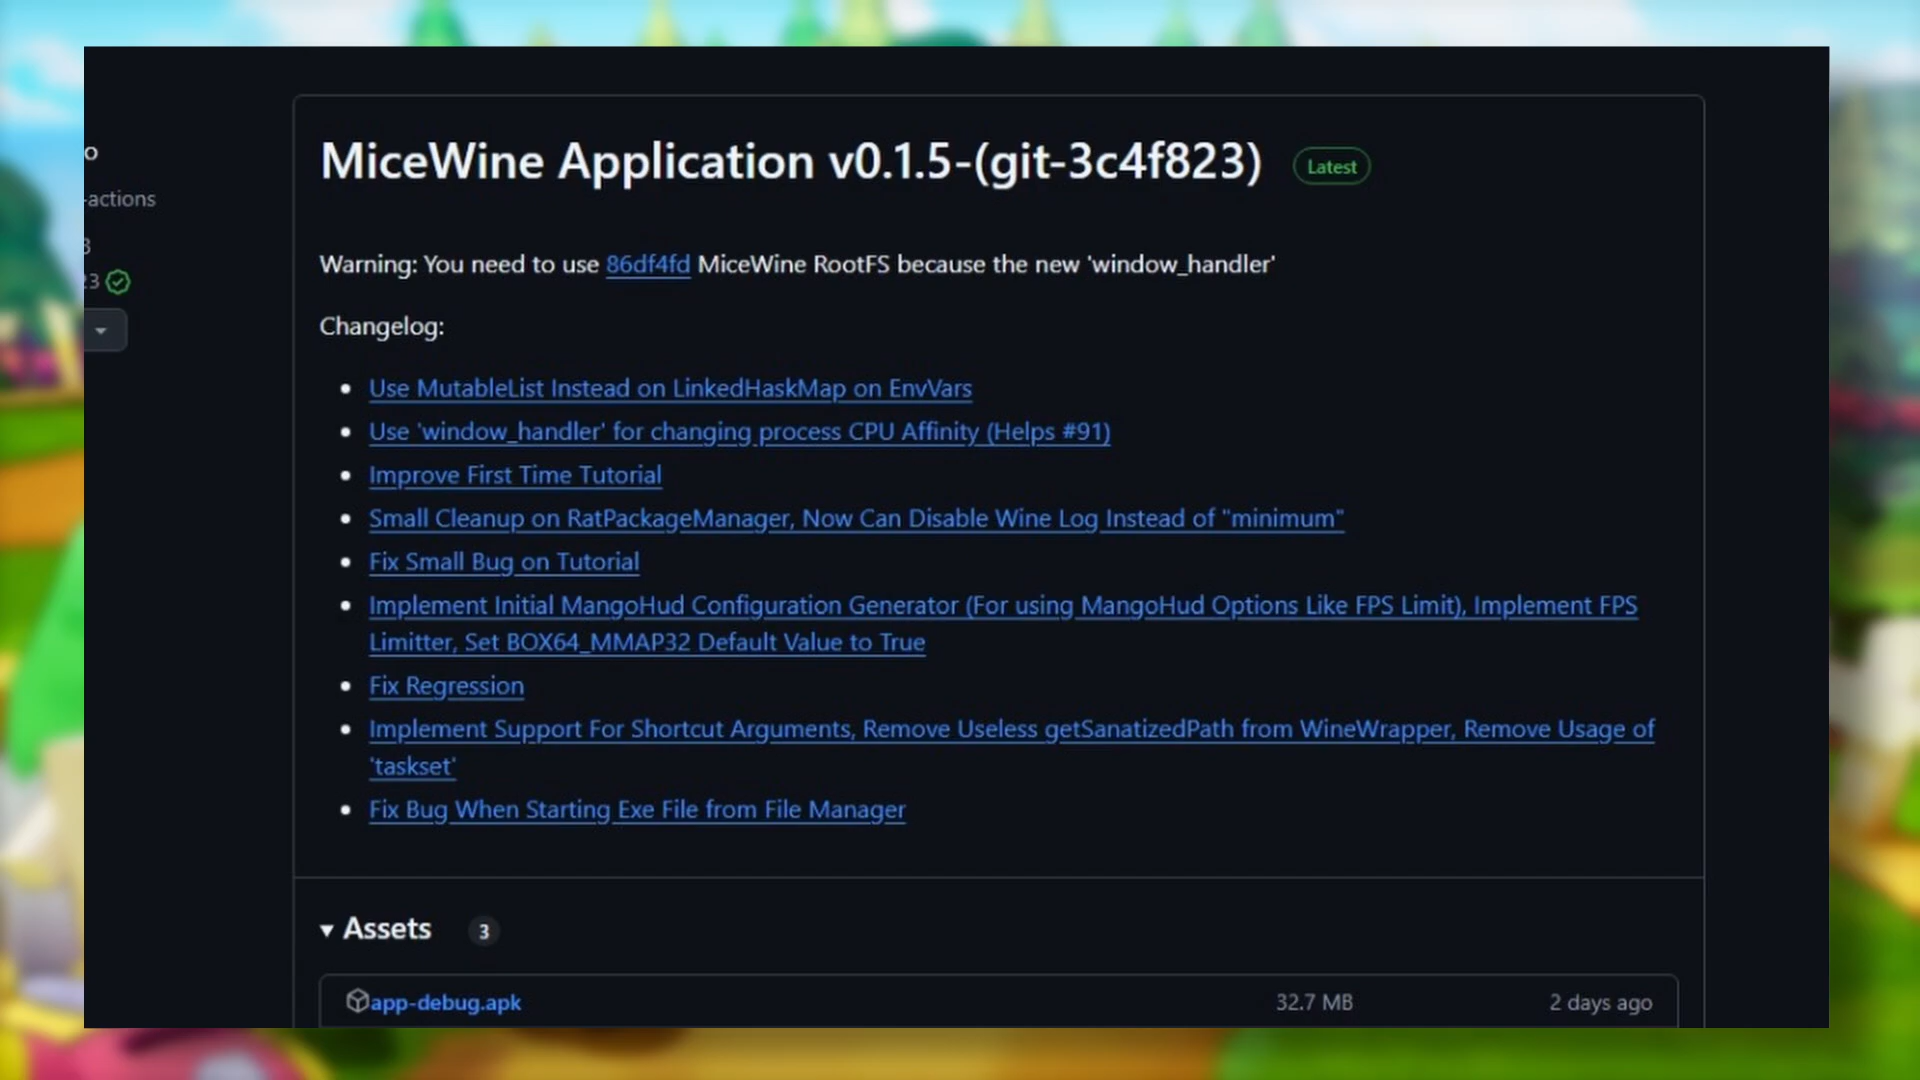 o
-actions
3
23
MiceWine Application v0.1.5-(git-3c4f823) Latest
Warning: You need to use 86df4fd MiceWine RootFS because the new 'window_handler'
Changelog:
Use MutableList Instead on LinkedHaskMap on EnvVars
Use 'window_handler' for changing process CPU Affinity (Helps #91)
Improve First Time Tutorial
Small Cleanup on RatPackageManager, Now Can Disable Wine Log Instead of "minimum"
Fix Small Bug on Tutorial
Implement Initial MangoHud Configuration Generator (For using MangoHud Options Like FPS Limit), Implement FPS
Limitter, Set BOX64_MMAP32 Default Value to True
Fix Regression
Implement Support For Shortcut Arguments, Remove Useless getSanatizedPath from WineWrapper, Remove Usage of
'taskset'
Fix Bug When Starting Exe File from File Manager
Assets 3
app-debug.apk 32.7 MB 2 days ago